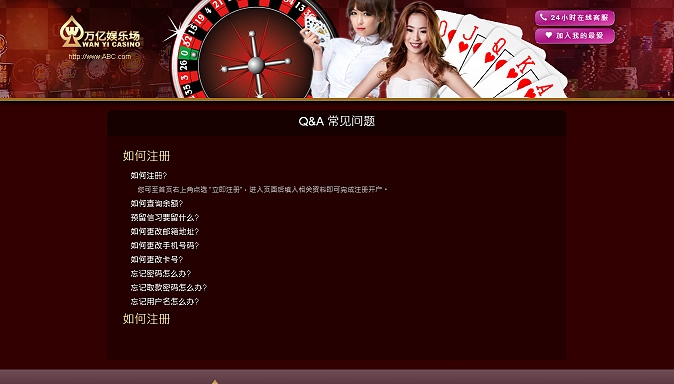 万亿娱乐场
WAN YI CASINO
http://www.ABC.com
24小时在线客服
加入我的最爱
Q&A 常见问题
如何注册
如何注册?
您可至首页右上角点选 "立即注册"，进入页面后填入相关资料即可完成注册开户。
如何查询余额?
预留信习要留什么?
如何更改邮箱地址?
如何更改手机号码?
如何更改卡号?
忘记密码怎么办?
忘记取款密码怎么办?
忘记用户名怎么办?
如何注册